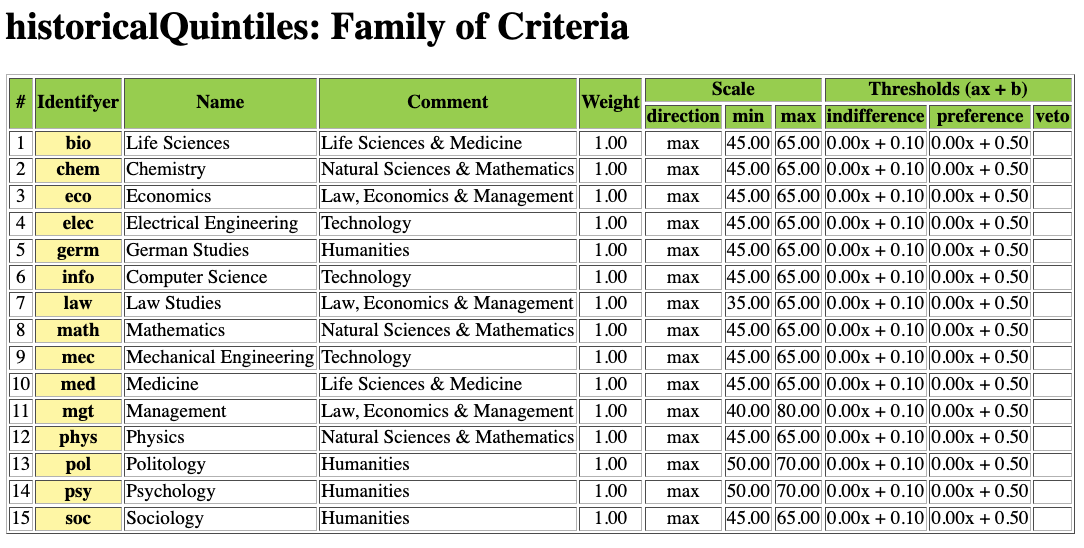 historicalQuintiles: Family of Criteria
# Identifyer Name Comment Weight Scale Thresholds (ax + b)
direction min max indifference preference veto
1 bio Life Sciences Life Sciences & Medicine 1.00 max 45.00 65.00 0.00x + 0.10 0.00x + 0.50
2 chem Chemistry Natural Sciences & Mathematics 1.00 max 45.00 65.00 0.00x + 0.10 0.00x + 0.50
3 eco Economics Law, Economics & Management 1.00 max 45.00 65.00 0.00x + 0.10 0.00x + 0.50
4 elec Electrical Engineering Technology 1.00 max 45.00 65.00 0.00x + 0.10 0.00x + 0.50
5 germ German Studies Humanities 1.00 max 45.00 65.00 0.00x + 0.10 0.00x + 0.50
6 info Computer Science Technology 1.00 max 45.00 65.00 0.00x + 0.10 0.00x + 0.50
7 law Law Studies Law, Economics & Management 1.00 max 35.00 65.00 0.00x + 0.10 0.00x + 0.50
8 math Mathematics Natural Sciences & Mathematics 1.00 max 45.00 65.00 0.00x + 0.10 0.00x + 0.50
9 mec Mechanical Engineering Technology 1.00 max 45.00 65.00 0.00x + 0.10 0.00x + 0.50
10 med Medicine Life Sciences & Medicine 1.00 max 45.00 65.00 0.00x + 0.10 0.00x + 0.50
11 mgt Management Law, Economics & Management 1.00 max 40.00 80.00 0.00x + 0.10 0.00x + 0.50
12 phys Physics Natural Sciences & Mathematics 1.00 max 45.00 65.00 0.00x + 0.10 0.00x + 0.50
13 pol Politology Humanities 1.00 max 50.00 70.00 0.00x + 0.10 0.00x + 0.50
14 psy Psychology Humanities 1.00 max 50.00 70.00 0.00x + 0.10 0.00x + 0.50
15 soc Sociology Humanities 1.00 max 45.00 65.00 0.00x + 0.10 0.00x + 0.50